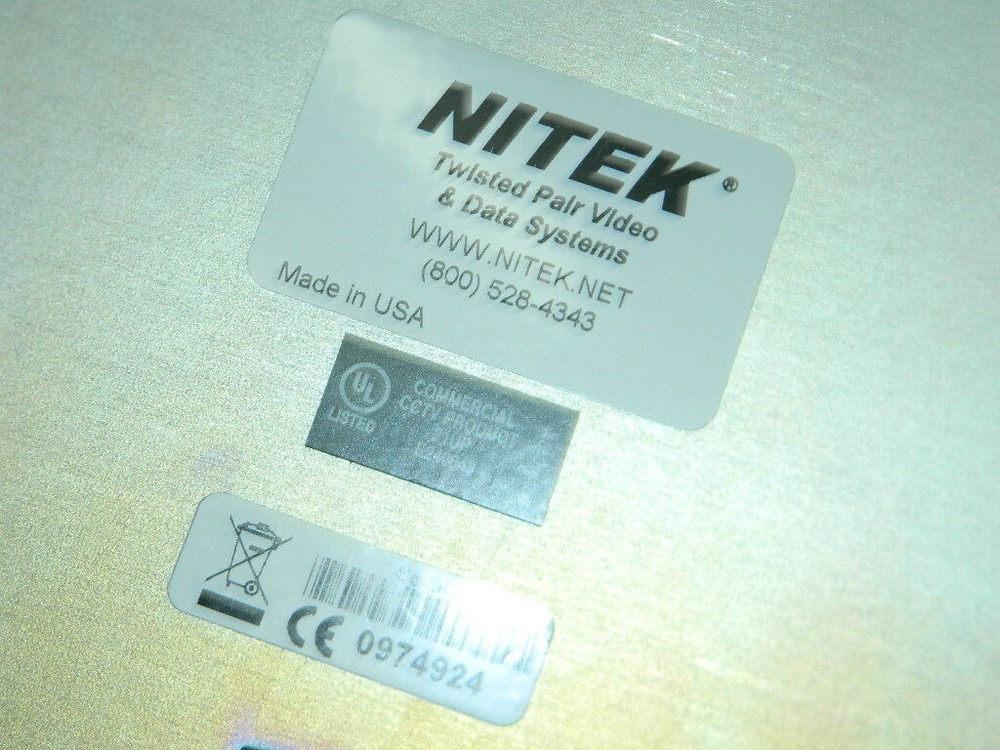 NITEK®
Twisted Pair Video
& Data Systems
WWW.NITEK.NET
(800) 528-4343
Made in USA
UL
LISTED
COMMERCIAL
CCTV PRODUCT
CE 0974924